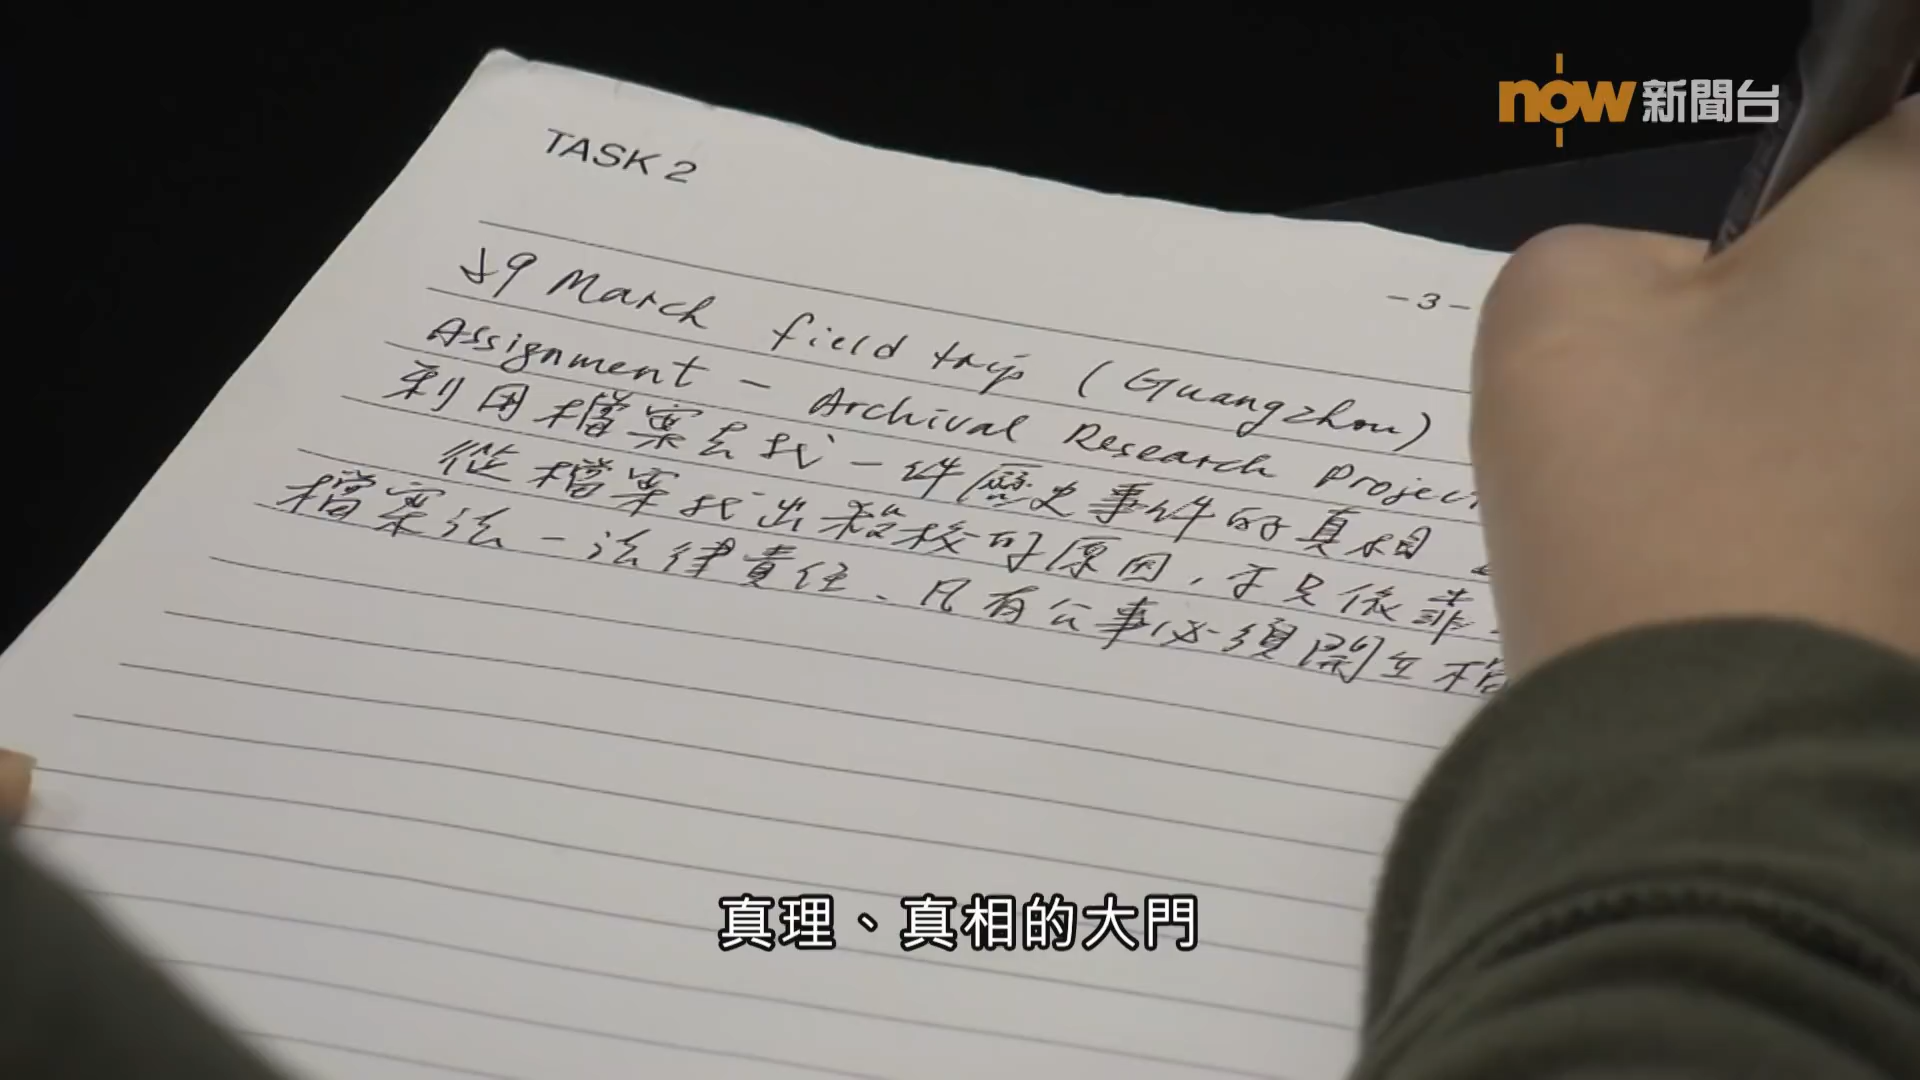 now新聞台
TASK 2
- 3 -
↓9 March field trip (Guangzhou)
Assignment - Archival Research Projec
利用檔案去找一件歷史事件的真相
從檔案找出殺校的原因,不只依靠
檔案法-法律責任、凡有公事必須開立檔
真理、真相的大門